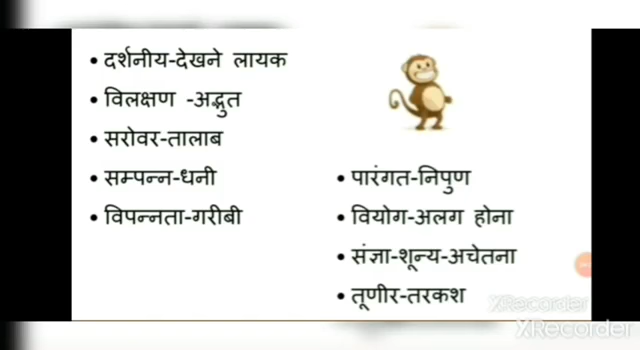 • दर्शनीय-देखने लायक
• विलक्षण -अद्भुत
• सरोवर-तालाब
• सम्पन्न-धनी
• विपन्नता-गरीबी
• पारंगत-निपुण
• वियोग-अलग होना
• संज्ञा-शून्य-अचेतना
• तूणीर-तरकश
XRecorder
XRecorder